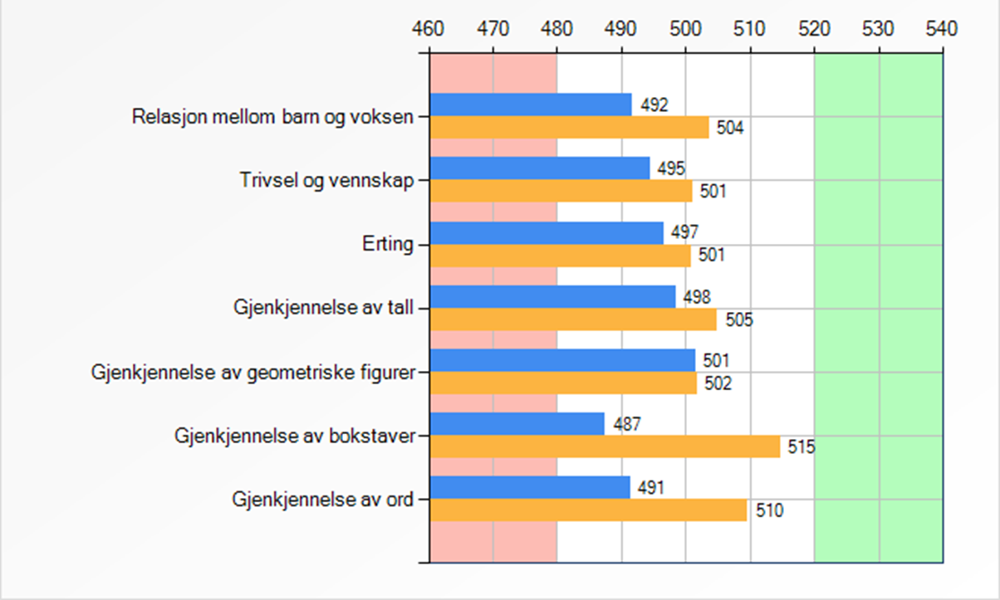 460 470 480 490 500 510 520 530 540
Relasjon mellom barn og voksen
492
504
Trivsel og vennskap
495
501
Erting
497
501
Gjenkjennelse av tall
498
505
Gjenkjennelse av geometriske figurer
501
502
Gjenkjennelse av bokstaver
487
515
Gjenkjennelse av ord
491
510